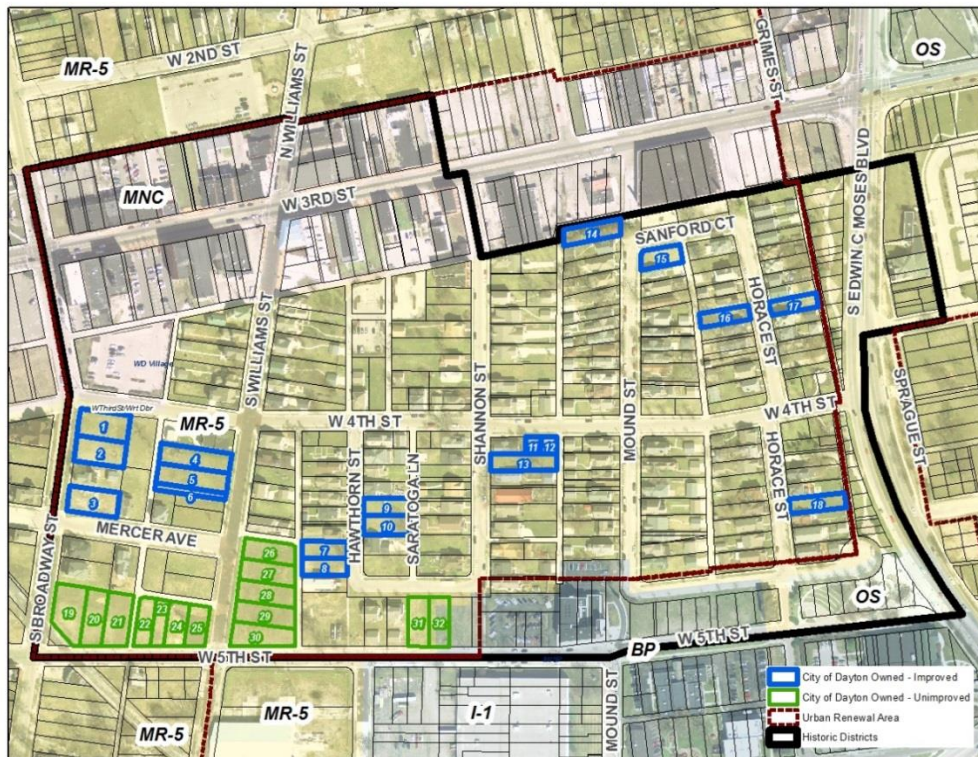 GRIMES ST
OS
MR-5
W 2ND ST
N WILLIAMS ST
S EDWIN C MOSES BLVD
MNC
W 3RD ST
14
SANFORD CT
15
HORACE ST
16
17
S WILLIAMS ST
WD Village
SHANNON ST
MOUND ST
SPRAGUE ST
W Third St/Wrt Dbr
MR-5
W 4TH ST
W 4TH ST
1
2
3
4
5
6
HAWTHORN ST
SARATOGA LN
11
12
13
HORACE ST
18
9
10
MERCER AVE
7
8
S BROADWAY ST
26
27
28
29
30
19
20
21
22
23
24
25
31
32
OS
W 5TH ST
BP
W 5TH ST
MR-5
MR-5
I-1
MOUND ST
City of Dayton Owned - Improved
City of Dayton Owned - Unimproved
Urban Renewal Area
Historic Districts